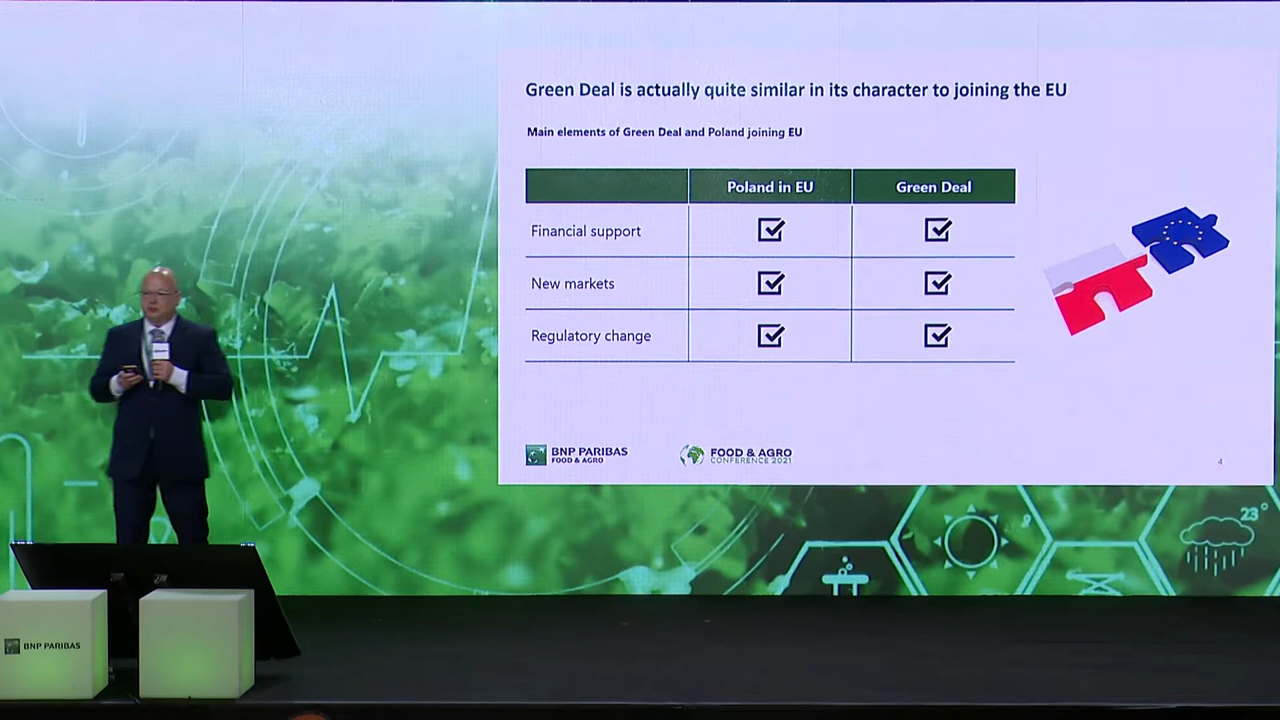 Green Deal is actually quite similar in its character to joining the EU
Main elements of Green Deal and Poland joining EU
Poland in EU Green Deal
Financial support
New markets
Regulatory change
BNP PARIBAS
FOOD & AGRO
FOOD & AGRO
CONFERENCE 2021
4
23°
BNP PARIBAS